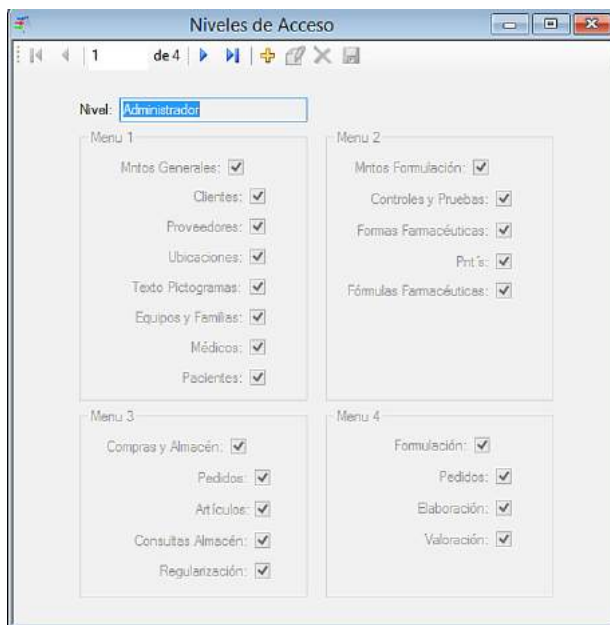 Niveles de Acceso
1 de 4
Nivel: Administrador
Menu 1
Mntos Generales:
Clientes:
Proveedores:
Ubicaciones:
Texto Pictogramas:
Equipos y Familias:
Médicos:
Pacientes:
Menu 2
Mntos Formulación:
Controles y Pruebas:
Formas Farmacéuticas:
Pnt´s:
Fórmulas Farmacéuticas:
Menu 3
Compras y Almacén:
Pedidos:
Artículos:
Consultas Almacén:
Regularización:
Menu 4
Formulación:
Pedidos:
Elaboración:
Valoración: